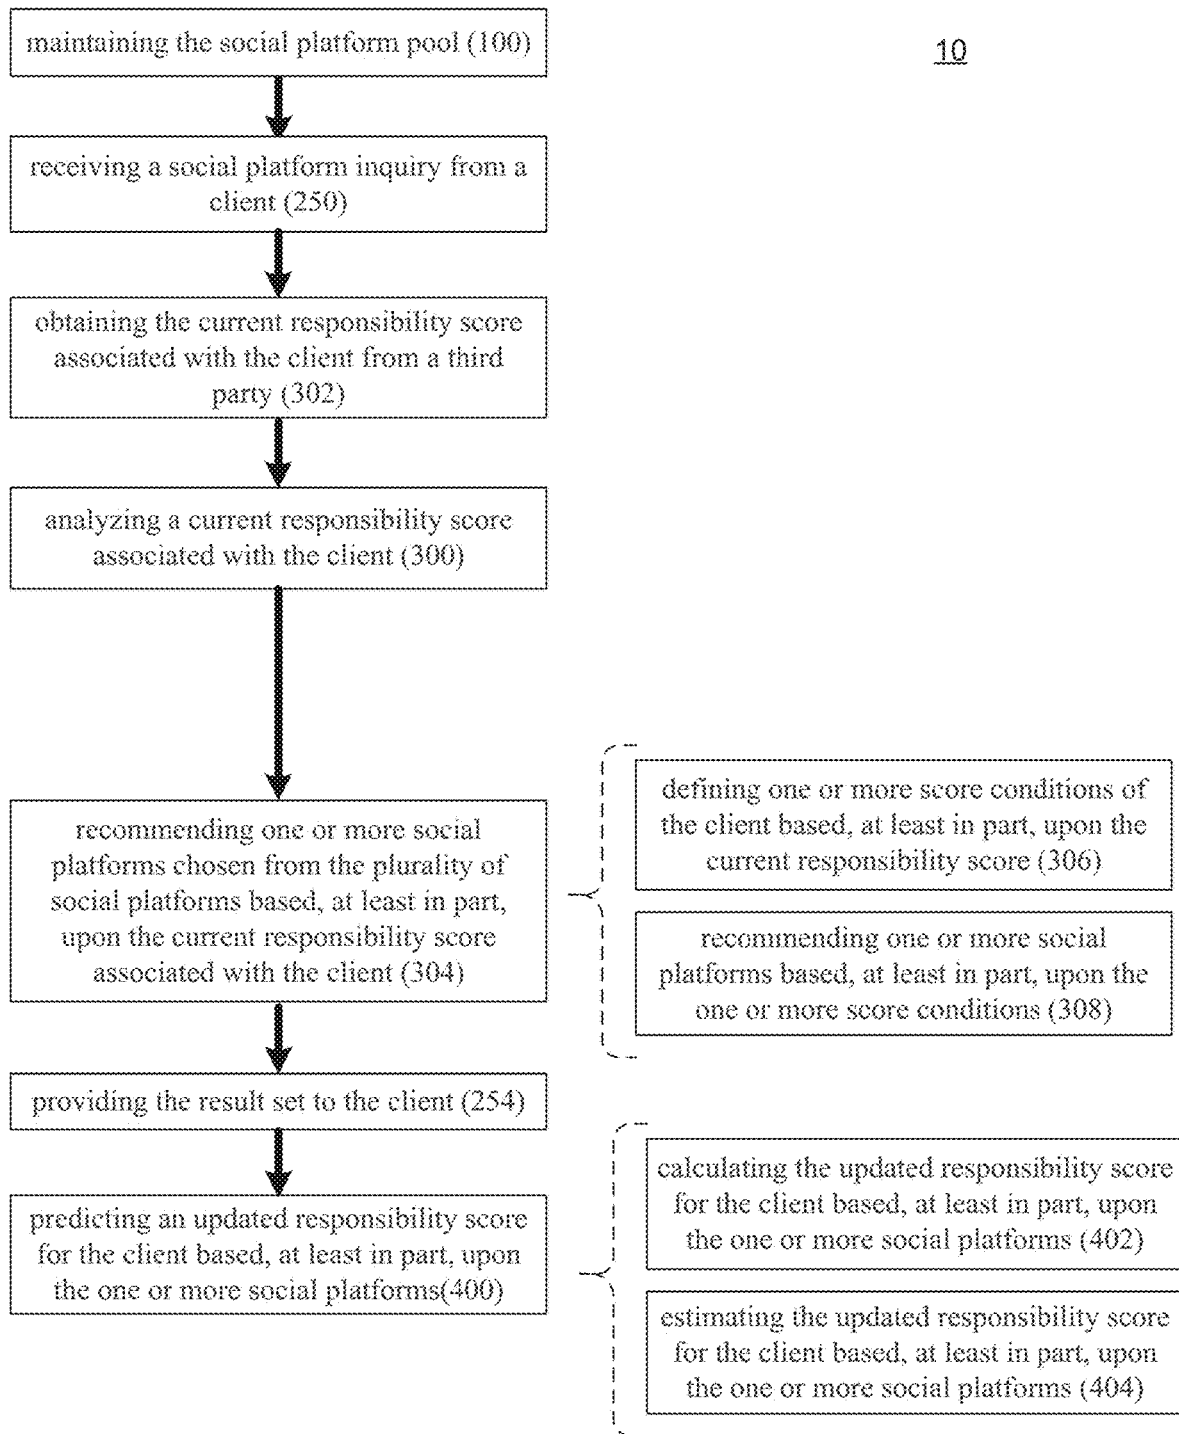 maintaining the social platform pool (100)
10
receiving a social platform inquiry from a
client (250)
obtaining the current responsibility score
associated with the client from a third
party (302)
analyzing a current responsibility score
associated with the client (300)
recommending one or more social
platforms chosen from the plurality of
social platforms based, at least in part,
upon the current responsibility score
associated with the client (304)
defining one or more score conditions of
the client based, at least in part, upon the
current responsibility score (306)
recommending one or more social
platforms based, at least in part, upon
the one or more score conditions (308)
providing the result set to the client (254)
predicting an updated responsibility score
for the client based, at least in part, upon
the one or more social platforms(400)
calculating the updated responsibility score
for the client based, at least in part, upon
the one or more social platforms (402)
estimating the updated responsibility score
for the client based, at least in part, upon
the one or more social platforms (404)